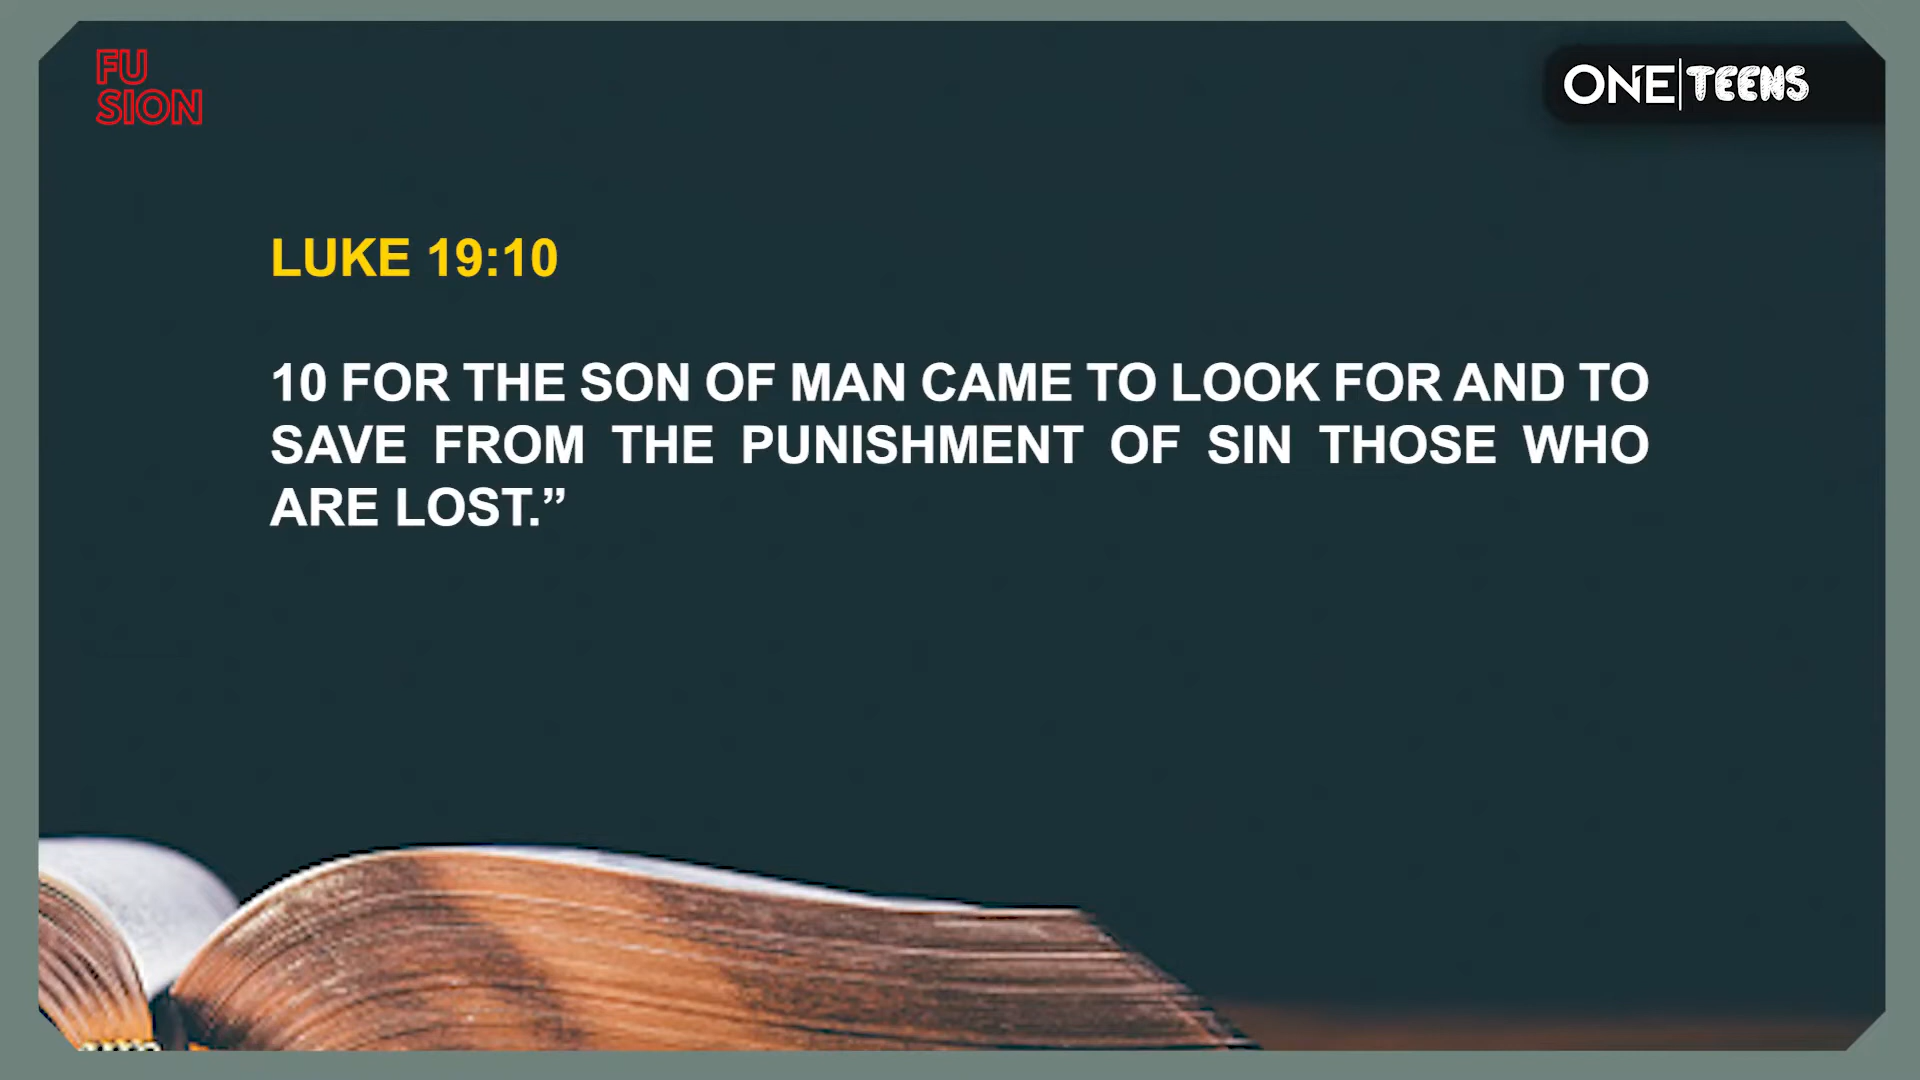 FU
SION
ONE|TEENS
LUKE 19:10
10 FOR THE SON OF MAN CAME TO LOOK FOR AND TO
SAVE FROM THE PUNISHMENT OF SIN THOSE WHO
ARE LOST.”